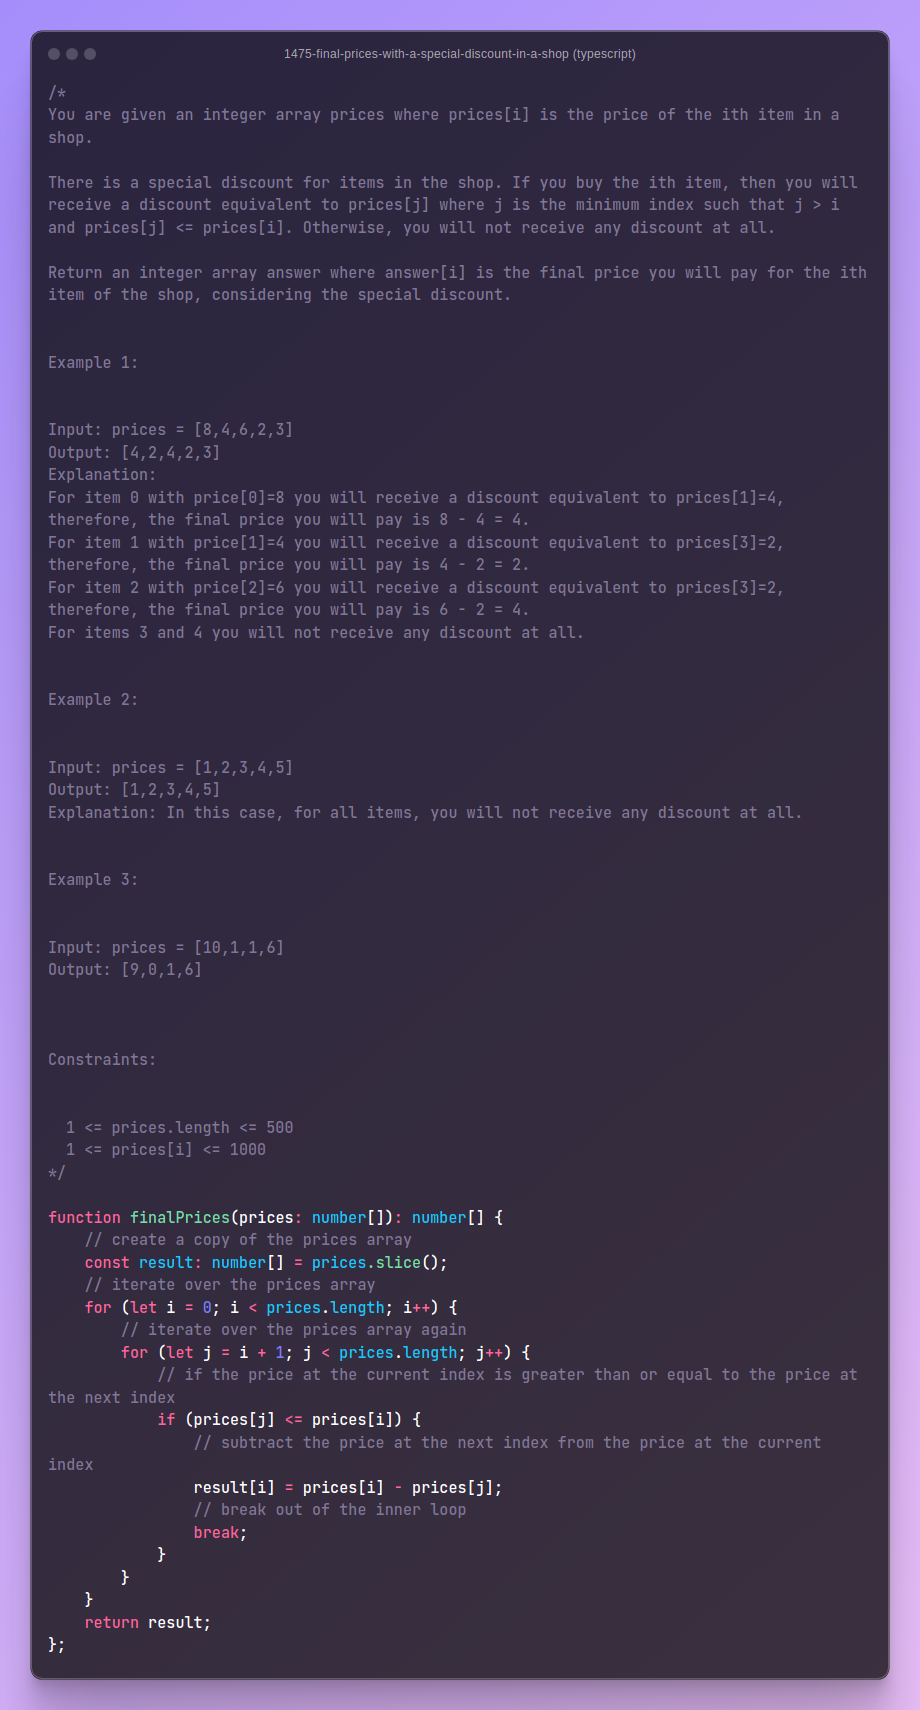 1475-final-prices-with-a-special-discount-in-a-shop (typescript)
/*
You are given an integer array prices where prices[i] is the price of the ith item in a
shop.
There is a special discount for items in the shop. If you buy the ith item, then you will
receive a discount equivalent to prices[j] where j is the minimum index such that j > i
and prices[j] <= prices[i]. Otherwise, you will not receive any discount at all.
Return an integer array answer where answer[i] is the final price you will pay for the ith
item of the shop, considering the special discount.
Example 1:
Input: prices = [8,4,6,2,3]
Output: [4,2,4,2,3]
Explanation:
For item 0 with price[0]=8 you will receive a discount equivalent to prices[1]=4,
therefore, the final price you will pay is 8 - 4 = 4.
For item 1 with price[1]=4 you will receive a discount equivalent to prices[3]=2,
therefore, the final price you will pay is 4 - 2 = 2.
For item 2 with price[2]=6 you will receive a discount equivalent to prices[3]=2,
therefore, the final price you will pay is 6 - 2 = 4.
For items 3 and 4 you will not receive any discount at all.
Example 2:
Input: prices = [1,2,3,4,5]
Output: [1,2,3,4,5]
Explanation: In this case, for all items, you will not receive any discount at all.
Example 3:
Input: prices = [10,1,1,6]
Output: [9,0,1,6]
Constraints:
  1 <= prices.length <= 500
  1 <= prices[i] <= 1000
*/
function finalPrices(prices: number[]): number[] {
    // create a copy of the prices array
    const result: number[] = prices.slice();
    // iterate over the prices array
    for (let i = 0; i < prices.length; i++) {
        // iterate over the prices array again
        for (let j = i + 1; j < prices.length; j++) {
            // if the price at the current index is greater than or equal to the price at
the next index
            if (prices[j] <= prices[i]) {
                // subtract the price at the next index from the price at the current
index
                result[i] = prices[i] - prices[j];
                // break out of the inner loop
                break;
            }
        }
    }
    return result;
};